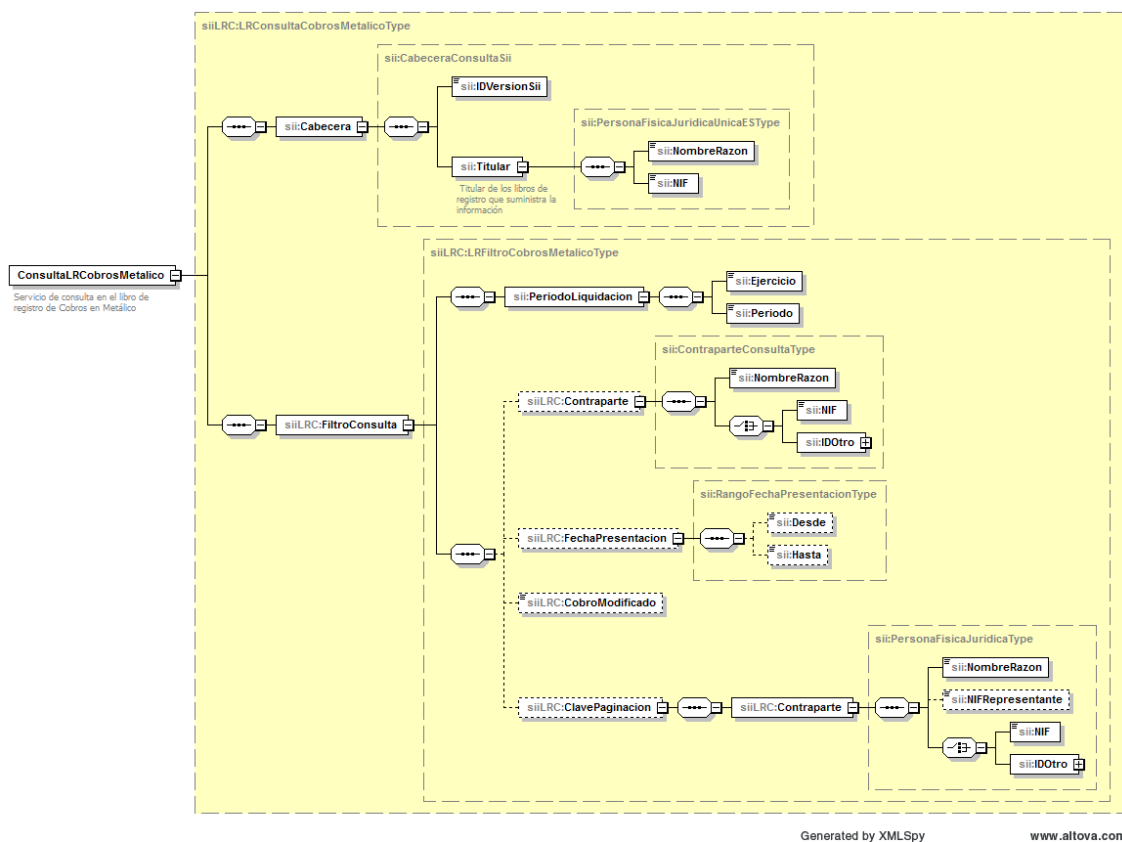 siiLRC:LRConsultaCobrosMetalicoType
sii:CabeceraConsultaSii
sii:IDVersionSii
sii:PersonaFisicaJuridicaUnicaESType
sii:Cabecera
sii:NombreRazon
sii:Titular
sii:NIF
Titular de los libros de
registro que suministra la
información
siiLRC:LRFiltroCobrosMetalicoType
ConsultaLRCobrosMetalico
Servicio de consulta en el libro de
registro de Cobros en Metálico
sii:Ejercicio
sii:PeriodoLiquidacion
sii:Periodo
sii:ContraparteConsultaType
sii:NombreRazon
siiLRC:Contraparte
sii:NIF
siiLRC:FiltroConsulta
sii:IDOtro
sii:RangoFechaPresentacionType
sii:Desde
siiLRC:FechaPresentacion
sii:Hasta
siiLRC:CobroModificado
sii:PersonaFisicaJuridicaType
sii:NombreRazon
sii:NIFRepresentante
siiLRC:ClavePaginacion
siiLRC:Contraparte
sii:NIF
sii:IDOtro
Generated by XMLSpy
www.altova.com